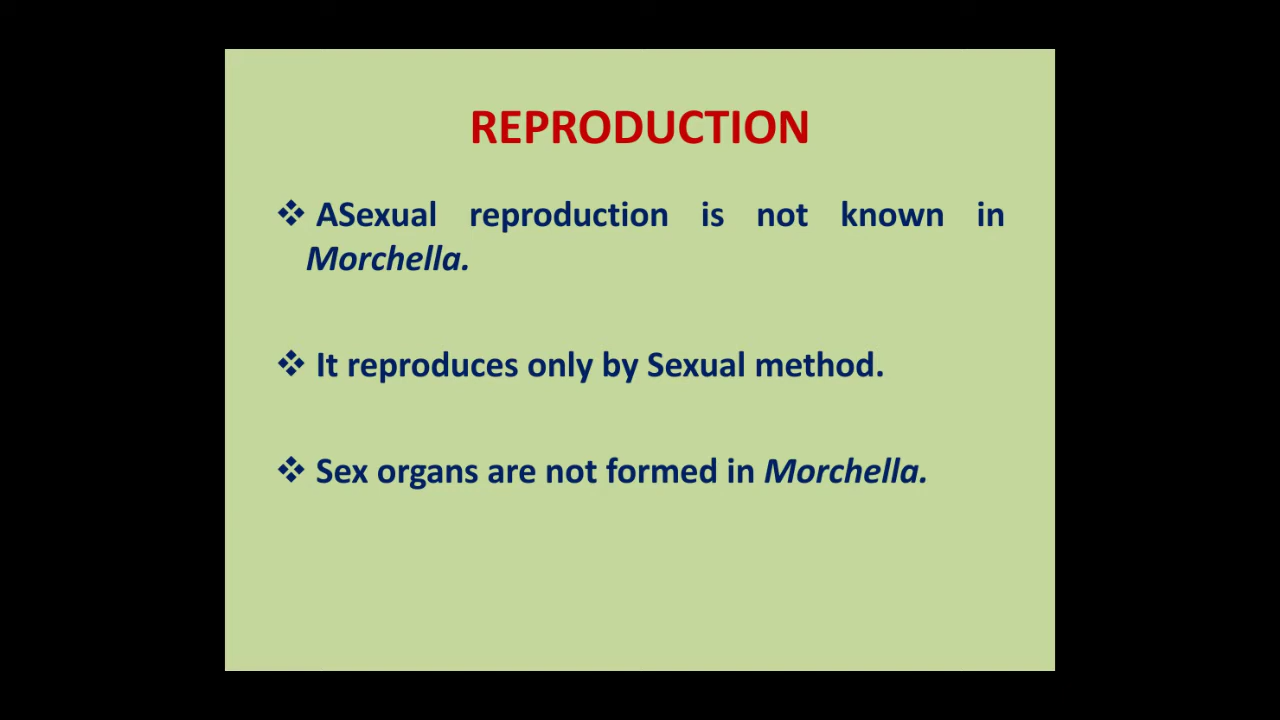 REPRODUCTION
❖ ASexual reproduction is not known in
Morchella.
❖ It reproduces only by Sexual method.
❖ Sex organs are not formed in Morchella.